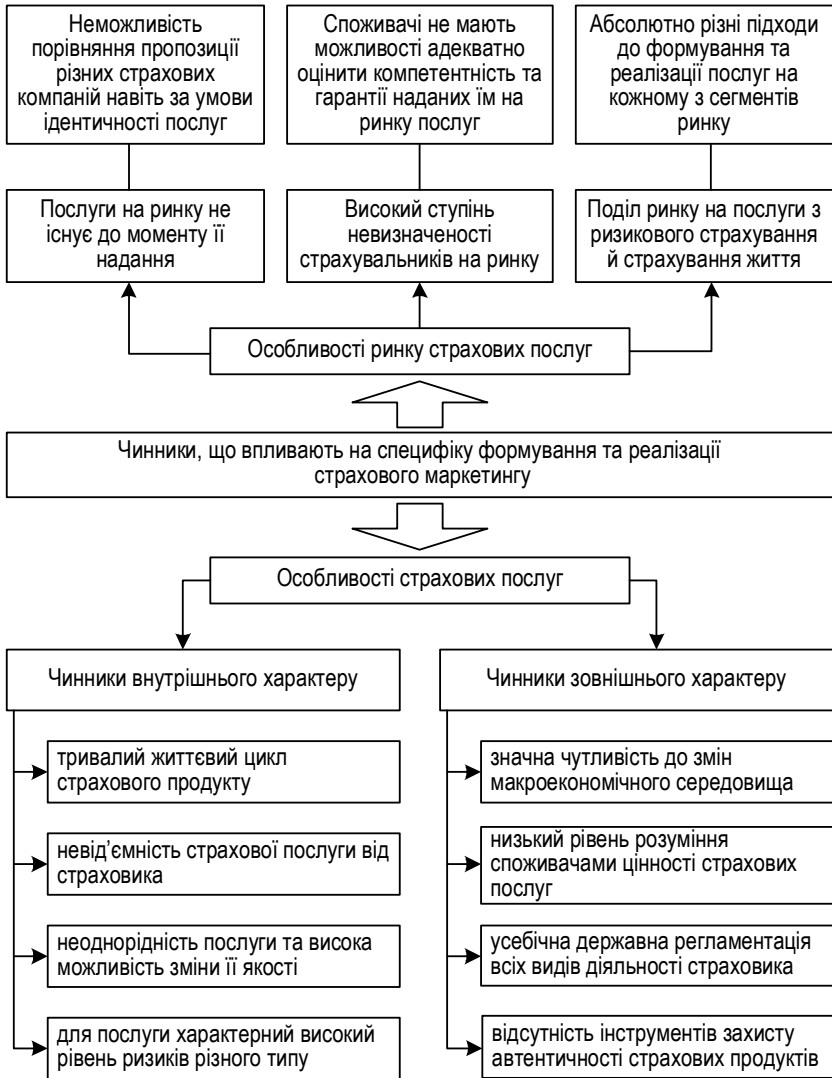 Неможливість
порівняння пропозиції
різних страхових
компаній навіть за умови
ідентичності послуг
Споживачі не мають
можливості адекватно
оцінити компетентність та
гарантії наданих їм на
ринку послуг
Абсолютно різні підходи
до формування та
реалізації послуг на
кожному з сегментів
ринку
Послуги на ринку не
існує до моменту її
надання
Високий ступінь
невизначеності
страхувальників на ринку
Поділ ринку на послуги з
ризикового страхування
й страхування життя
Особливості ринку страхових послуг
Чинники, що впливають на специфіку формування та реалізації
страхового маркетингу
Особливості страхових послуг
Чинники внутрішнього характеру
тривалий життєвий цикл
страхового продукту
невід’ємність страхової послуги від
страховика
неоднорідність послуги та висока
можливість зміни її якості
для послуги характерний високий
рівень ризиків різного типу
Чинники зовнішнього характеру
значна чутливість до змін
макроекономічного середовища
низький рівень розуміння
споживачами цінності страхових
послуг
усебічна державна регламентація
всіх видів діяльності страховика
відсутність інструментів захисту
автентичності страхових продуктів